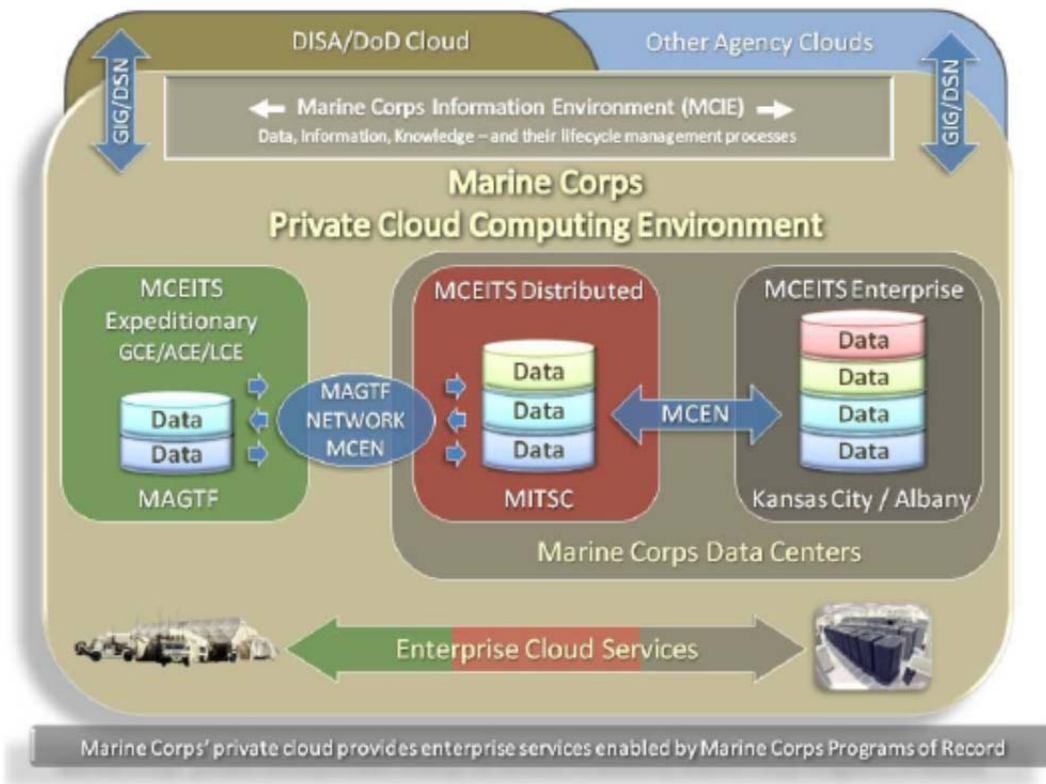 DISA/DoD Cloud
Other Agency Clouds
GIG/DSN
GIG/DSN
Marine Corps Information Environment (MCIE)
Data, Information, Knowledge – and their lifecycle management processes
Marine Corps
Private Cloud Computing Environment
MCEITS
Expeditionary
GCE/ACE/LCE
Data
Data
MAGTF
MAGTF
NETWORK
MCEN
MCEITS Distributed
Data
Data
Data
MITSC
MCEN
MCEITS Enterprise
Data
Data
Data
Data
Kansas City / Albany
Marine Corps Data Centers
Enterprise Cloud Services
Marine Corps' private cloud provides enterprise services enabled by Marine Corps Programs of Record